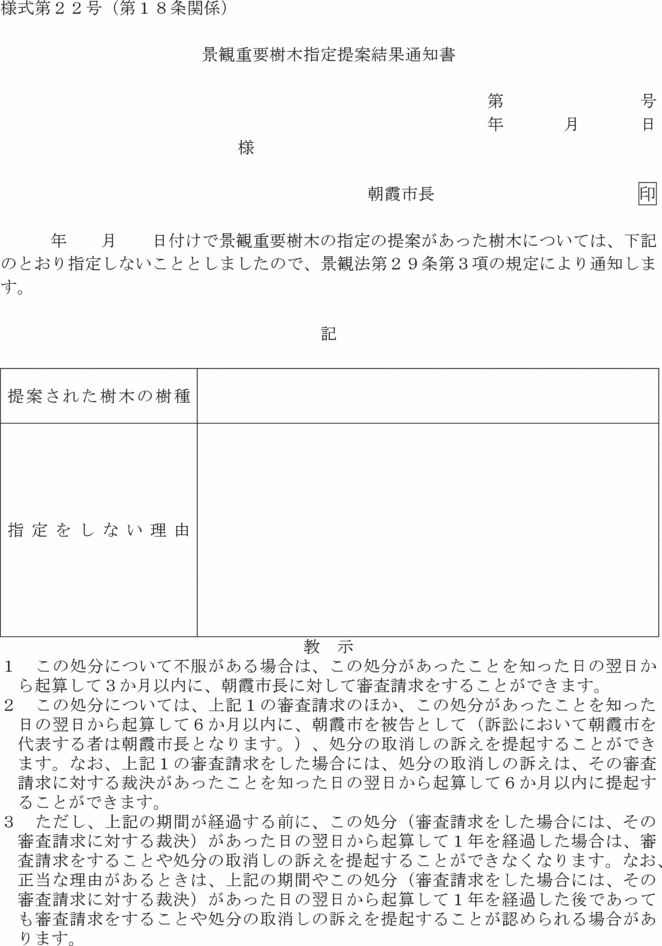 様式第２２号（第１８条関係）
景観重要樹木指定提案結果通知書
第　　　　　　　　号
年　　　月　　　日
様
朝霞市長　　　　　　　　　　　　印
年　　月　　日付けで景観重要樹木の指定の提案があった樹木については、下記
のとおり指定しないこととしましたので、景観法第２９条第３項の規定により通知しま
す。
記
提案された樹木の樹種
指定をしない理由
教　示
１　この処分について不服がある場合は、この処分があったことを知った日の翌日か
ら起算して３か月以内に、朝霞市長に対して審査請求をすることができます。
２　この処分については、上記１の審査請求のほか、この処分があったことを知った
日の翌日から起算して６か月以内に、朝霞市を被告として（訴訟において朝霞市を
代表する者は朝霞市長となります。）、処分の取消しの訴えを提起することができ
ます。なお、上記１の審査請求をした場合には、処分の取消しの訴えは、その審査
請求に対する裁決があったことを知った日の翌日から起算して６か月以内に提起す
ることができます。
３　ただし、上記の期間が経過する前に、この処分（審査請求をした場合には、その
審査請求に対する裁決）があった日の翌日から起算して１年を経過した場合は、審
査請求をすることや処分の取消しの訴えを提起することができなくなります。なお、
正当な理由があるときは、上記の期間やこの処分（審査請求をした場合には、その
審査請求に対する裁決）があった日の翌日から起算して１年を経過した後であって
も審査請求をすることや処分の取消しの訴えを提起することが認められる場合があ
ります。